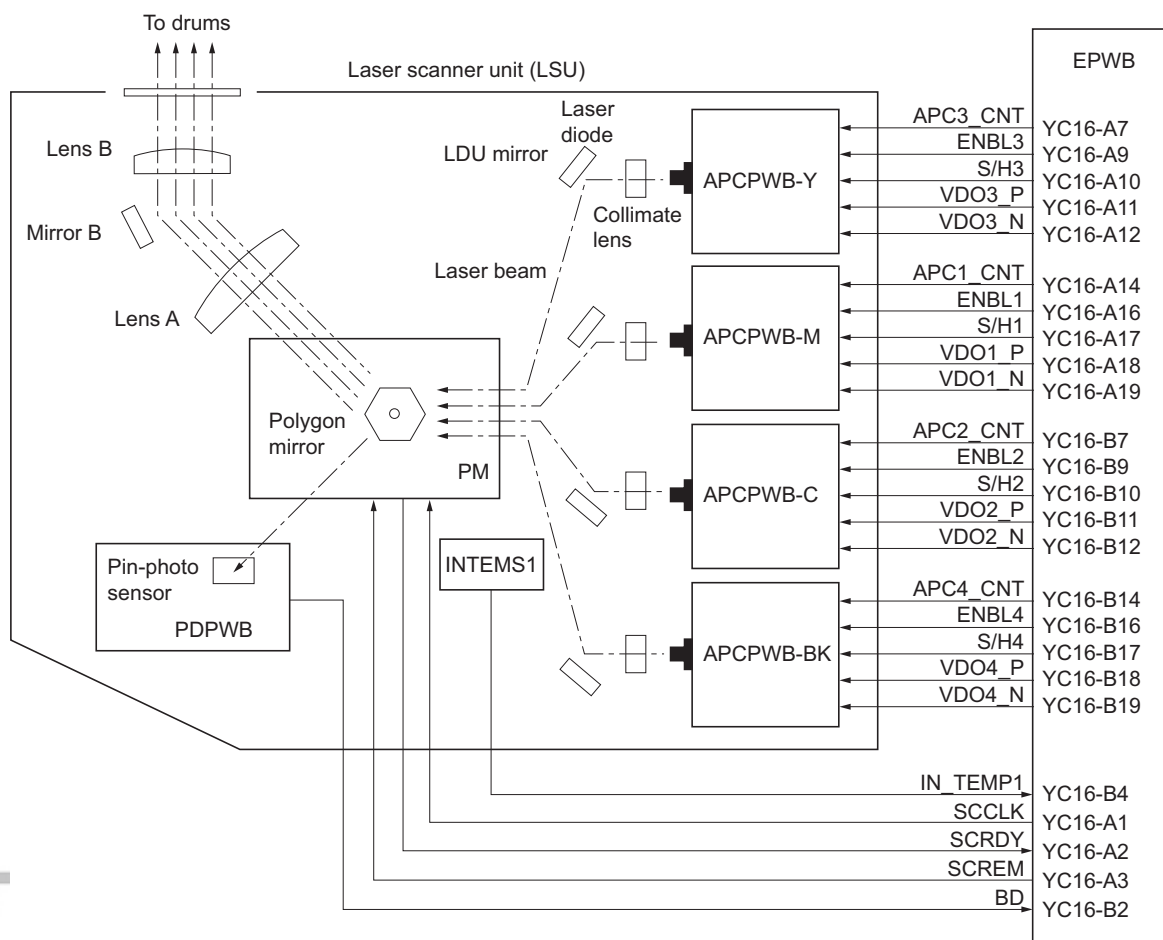 To drums
Laser scanner unit (LSU)
EPWB
Lens B
Mirror B
Lens A
LDU mirror
Laser
diode
Collimate
lens
Laser beam
Polygon
mirror
PM
Pin-photo
sensor
PDPWB
INTEMS1
APCPWB-Y
APC3_CNT YC16-A7
ENBL3 YC16-A9
S/H3 YC16-A10
VDO3_P YC16-A11
VDO3_N YC16-A12
APCPWB-M
APC1_CNT YC16-A14
ENBL1 YC16-A16
S/H1 YC16-A17
VDO1_P YC16-A18
VDO1_N YC16-A19
APCPWB-C
APC2_CNT YC16-B7
ENBL2 YC16-B9
S/H2 YC16-B10
VDO2_P YC16-B11
VDO2_N YC16-B12
APCPWB-BK
APC4_CNT YC16-B14
ENBL4 YC16-B16
S/H4 YC16-B17
VDO4_P YC16-B18
VDO4_N YC16-B19
IN_TEMP1 YC16-B4
SCCLK YC16-A1
SCRDY YC16-A2
SCREM YC16-A3
BD YC16-B2